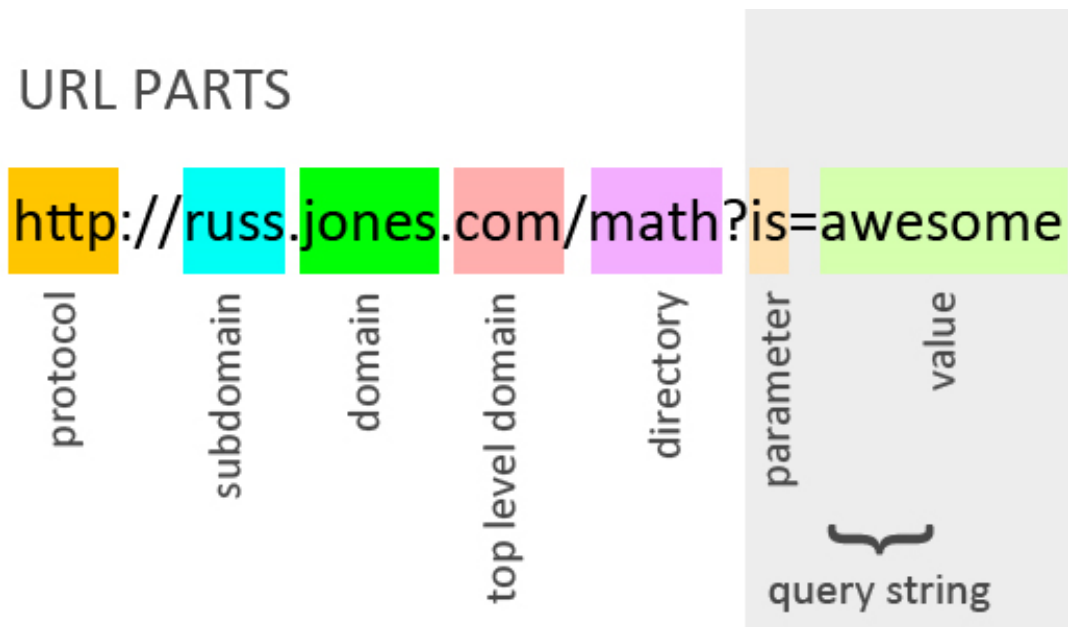 URL PARTS
http://russ.jones.com/math?is=awesome
protocol
subdomain
domain
top level domain
directory
parameter
value
query string